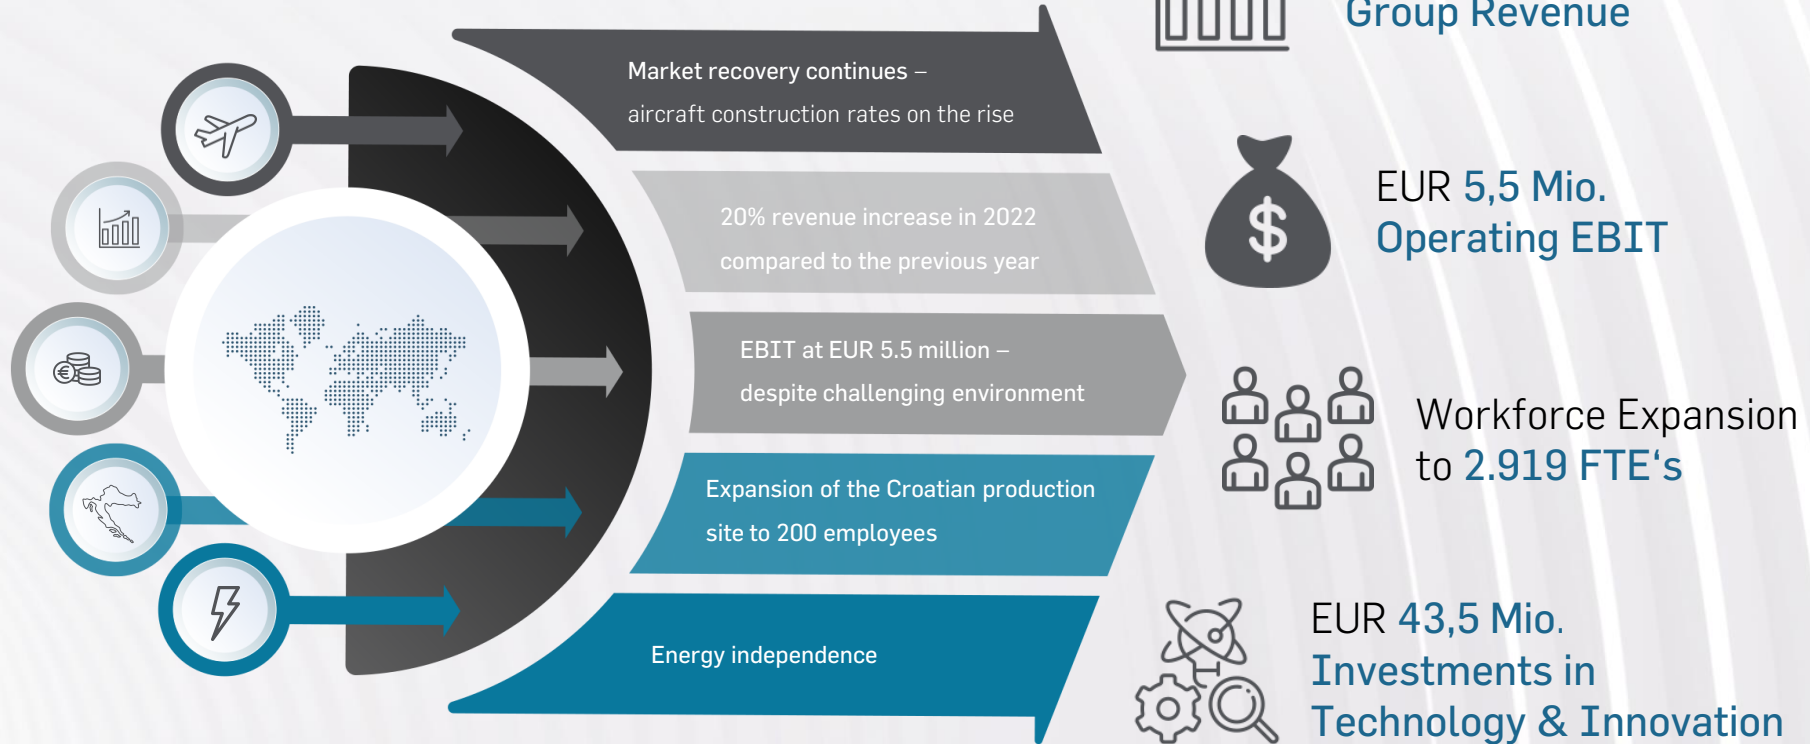 Market recovery continues –
aircraft construction rates on the rise
20% revenue increase in 2022
compared to the previous year
EBIT at EUR 5.5 million –
despite challenging environment
Expansion of the Croatian production
site to 200 employees
Energy independence
Group Revenue
$
EUR 5,5 Mio.
Operating EBIT
€
Workforce Expansion
to 2.919 FTE‘s
EUR 43,5 Mio.
Investments in
Technology & Innovation